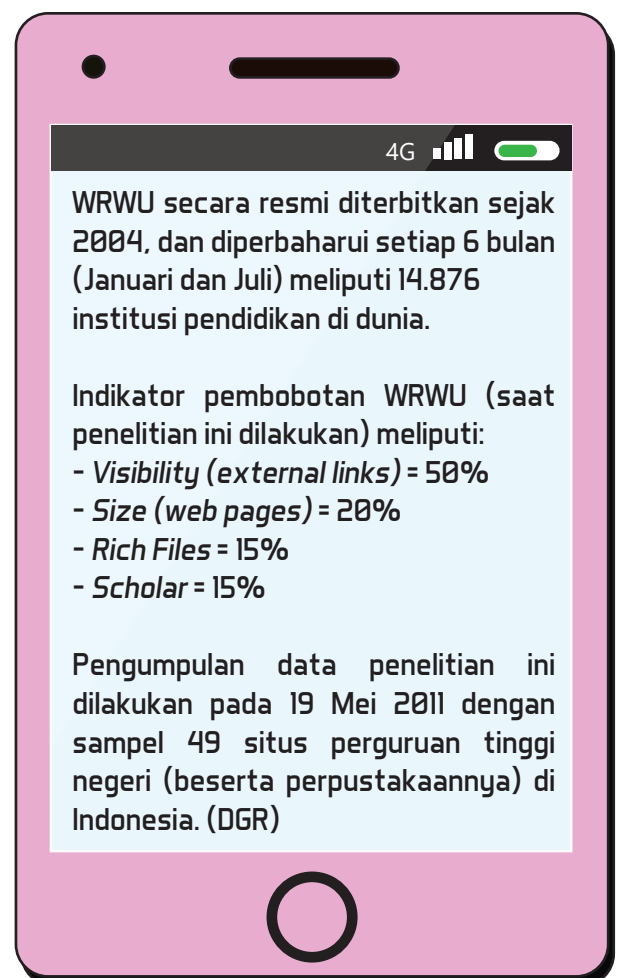 4G
WRWU secara resmi diterbitkan sejak
2004, dan diperbaharui setiap 6 bulan
(Januari dan Juli) meliputi 14.876
institusi pendidikan di dunia.
Indikator pembobotan WRWU (saat
penelitian ini dilakukan) meliputi:
- Visibility (external links) = 50%
- Size (web pages) = 20%
- Rich Files = 15%
- Scholar = 15%
Pengumpulan data penelitian ini
dilakukan pada 19 Mei 2011 dengan
sampel 49 situs perguruan tinggi
negeri (beserta perpustakaannya) di
Indonesia. (DGR)